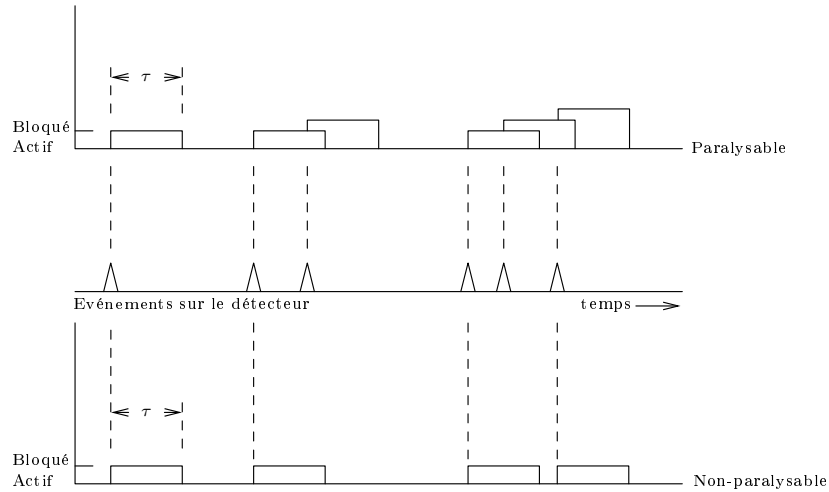 τ
Bloqué
Actif
Paralysable
Evénements sur le détecteur
temps
τ
Bloqué
Actif
Non-paralysable